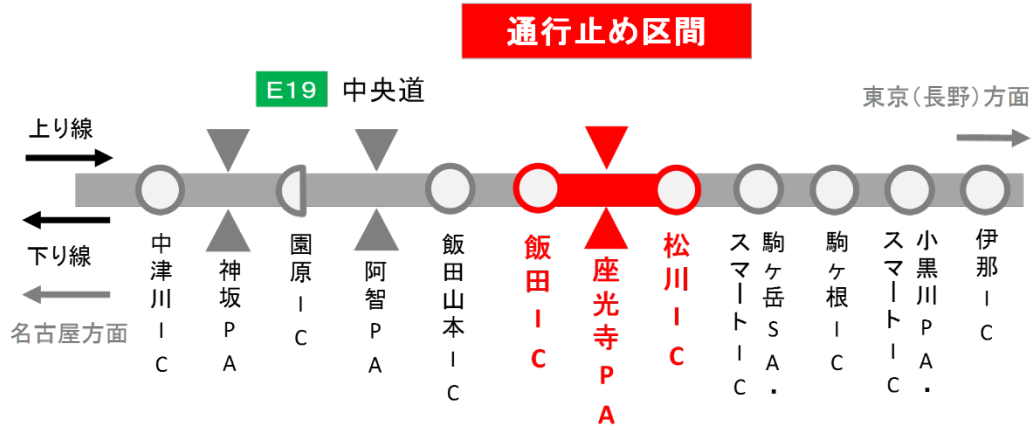 通行止め区間
E19 中央道
東京(長野)方面
上り線
下り線
名古屋方面
中津川IC
神坂PA
園原IC
阿智PA
飯田山本IC
飯田IC
座光寺PA
松川IC
駒ヶ岳SA・
スマートIC
駒ヶ根IC
小黒川PA・
スマートIC
伊那IC